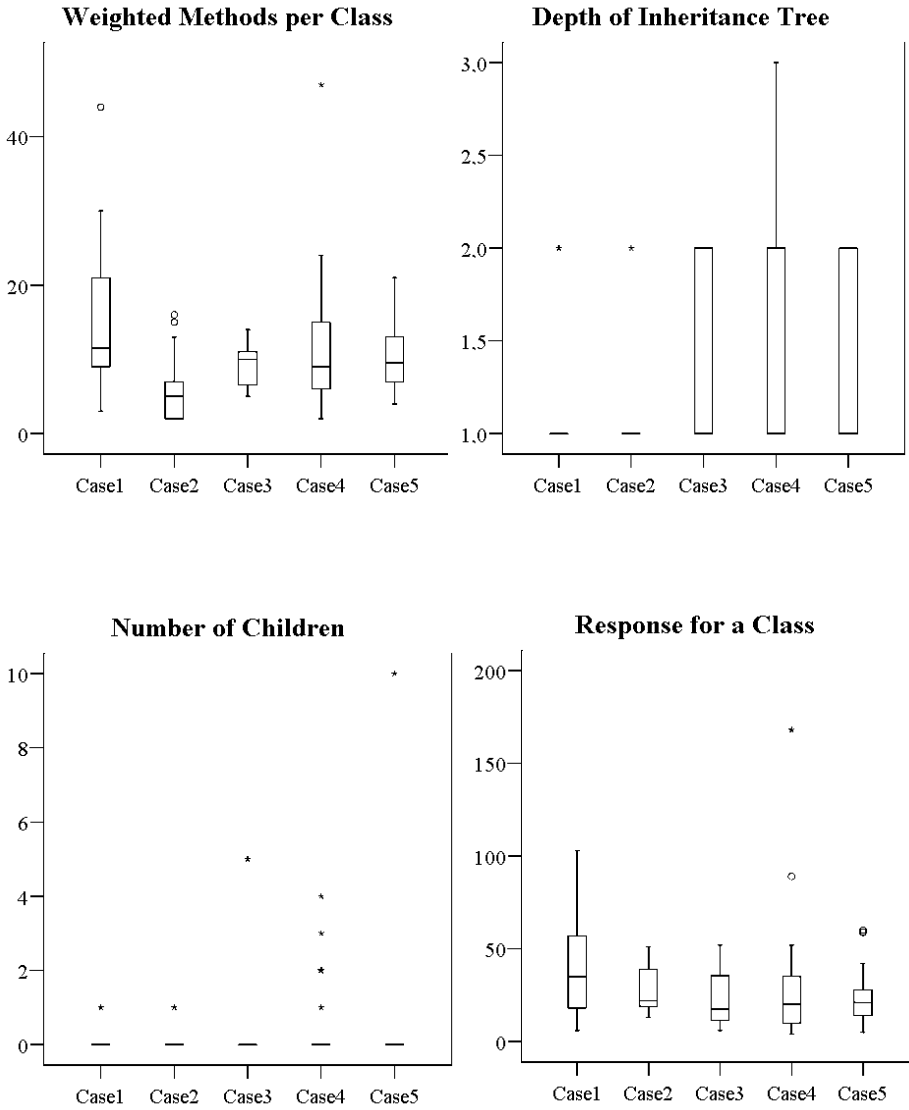 Weighted Methods per Class
40
20
0
Case1 Case2 Case3 Case4 Case5
Depth of Inheritance Tree
3,0
2,5
2,0
1,5
1,0
Case1 Case2 Case3 Case4 Case5
Number of Children
10
8
6
4
2
0
Case1 Case2 Case3 Case4 Case5
Response for a Class
200
150
100
50
0
Case1 Case2 Case3 Case4 Case5